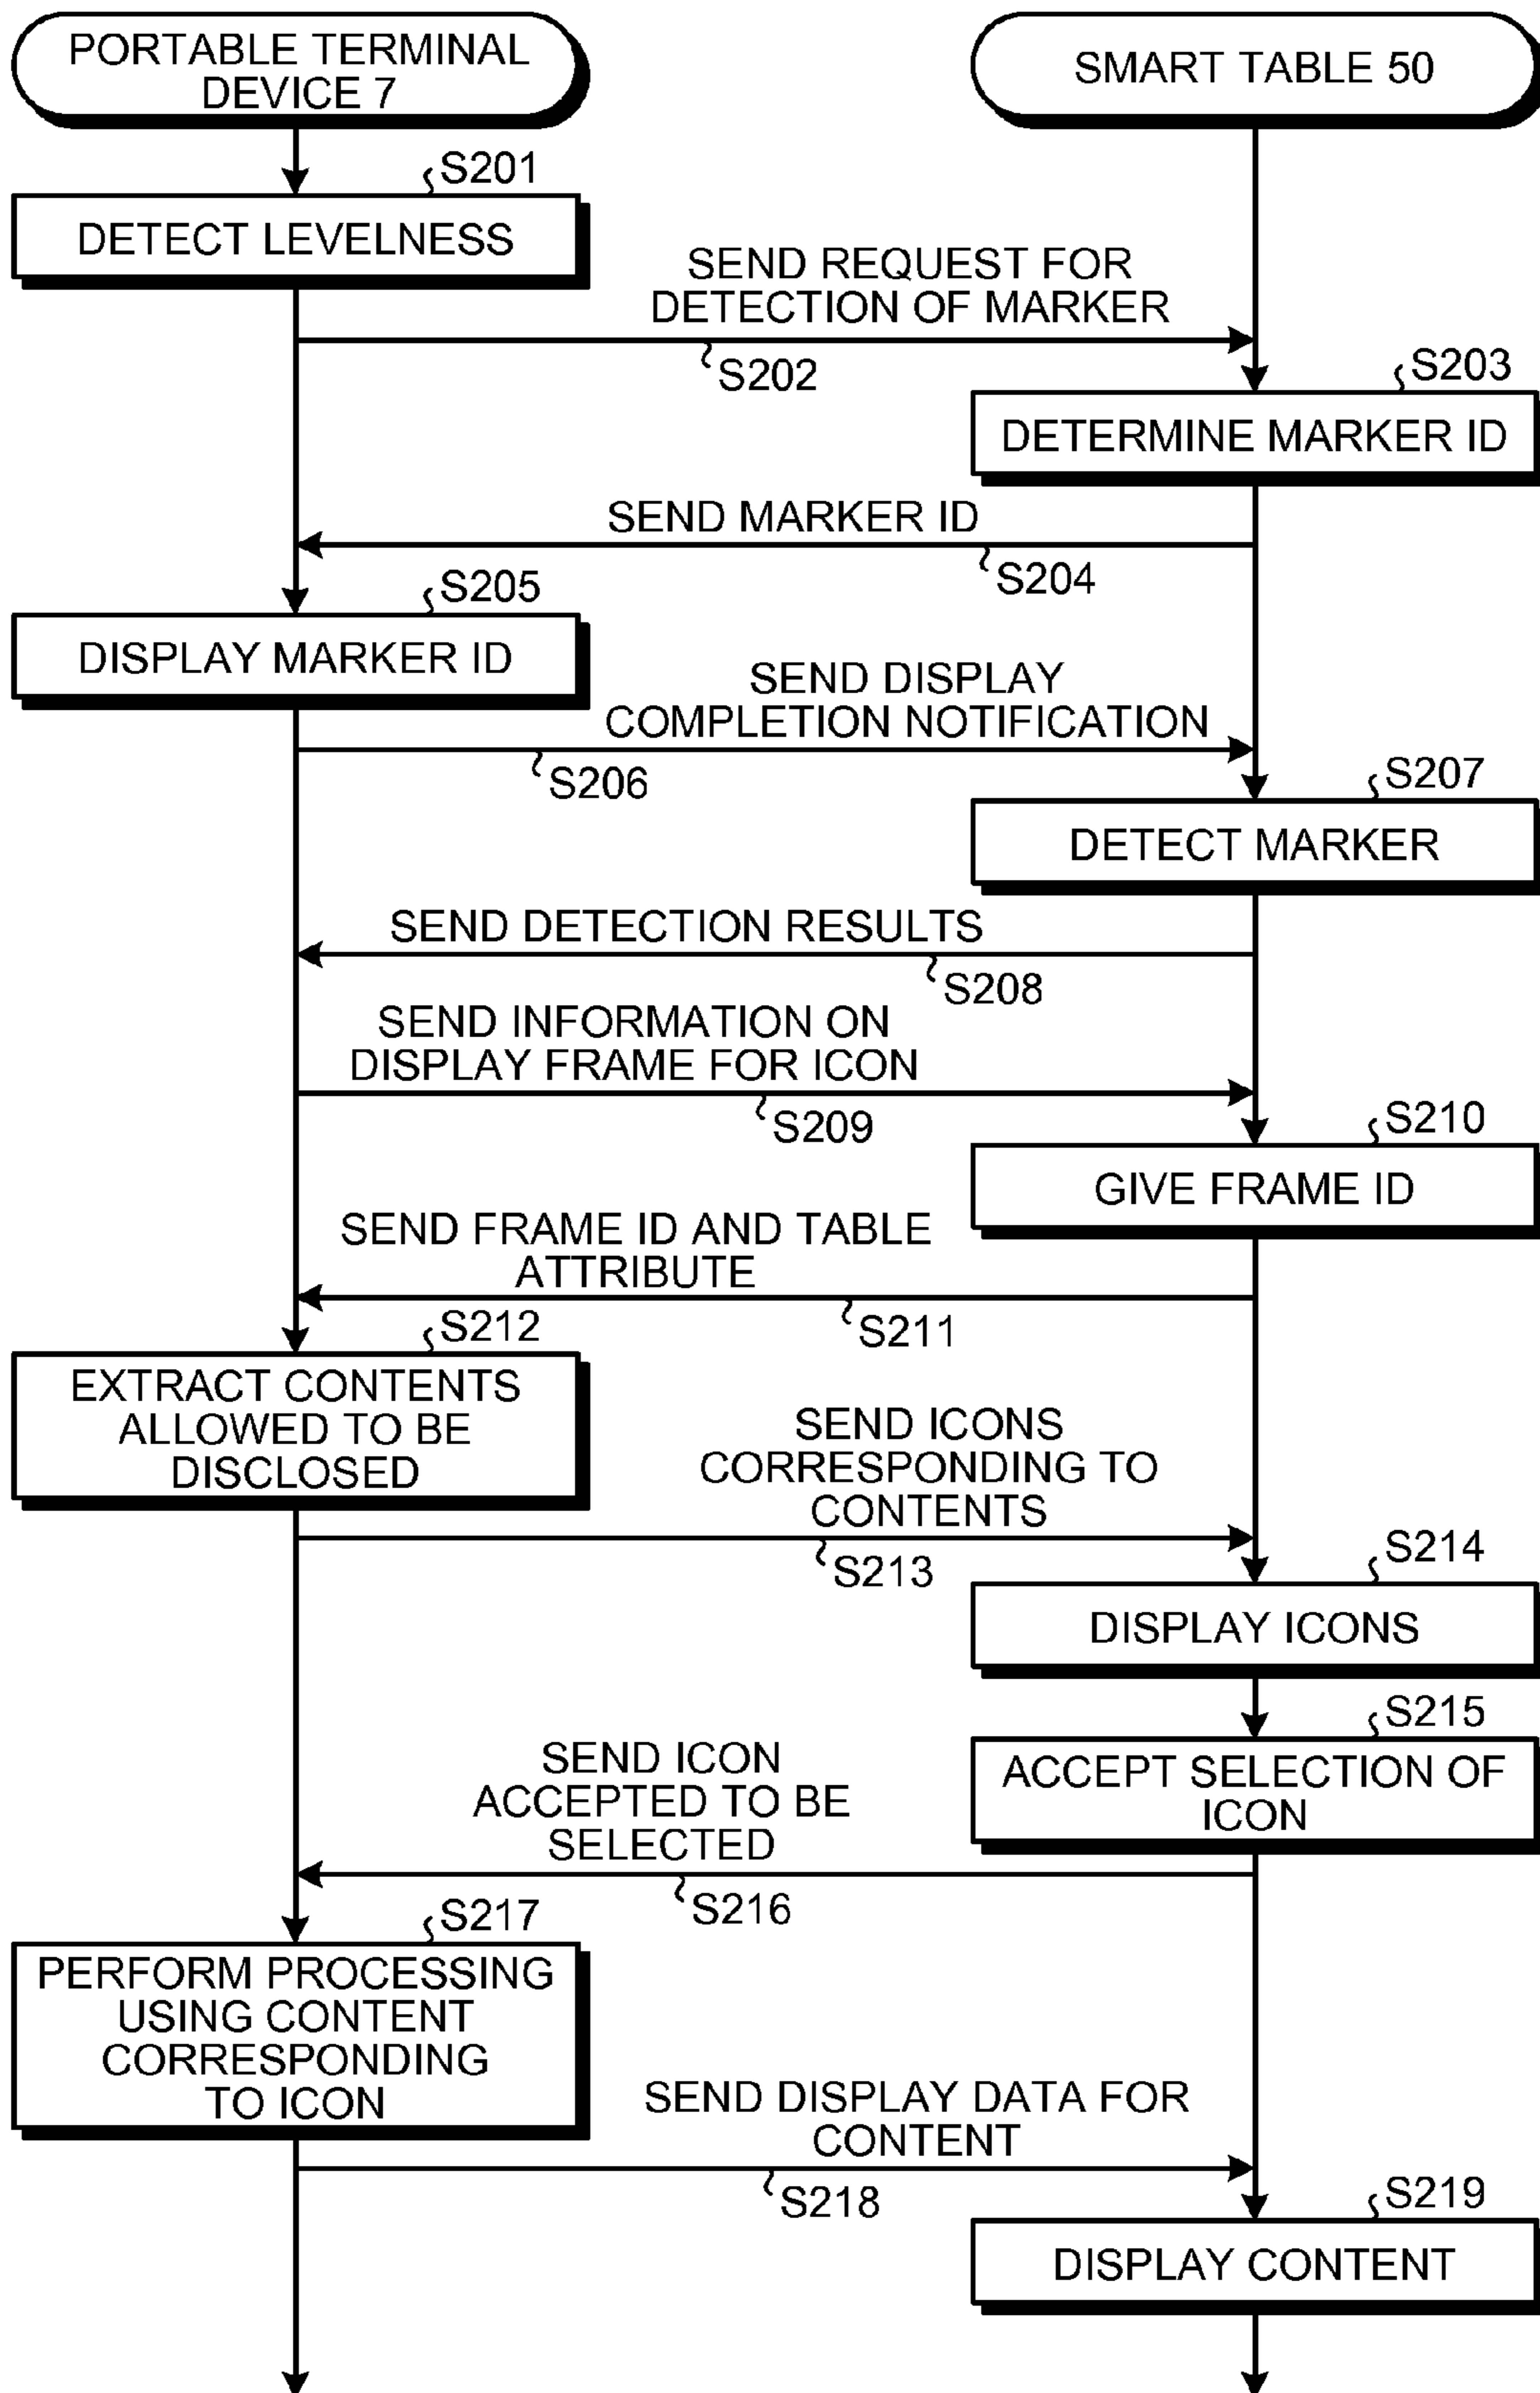 PORTABLE TERMINAL
DEVICE 7
SMART TABLE 50
S201
DETECT LEVELNESS
SEND REQUEST FOR
DETECTION OF MARKER
S202
S203
DETERMINE MARKER ID
SEND MARKER ID
S204
S205
DISPLAY MARKER ID
SEND DISPLAY
COMPLETION NOTIFICATION
S206
S207
DETECT MARKER
SEND DETECTION RESULTS
S208
SEND INFORMATION ON
DISPLAY FRAME FOR ICON
S209
S210
GIVE FRAME ID
SEND FRAME ID AND TABLE
ATTRIBUTE
S211
S212
EXTRACT CONTENTS
ALLOWED TO BE
DISCLOSED
SEND ICONS
CORRESPONDING TO
CONTENTS
S213
S214
DISPLAY ICONS
S215
ACCEPT SELECTION OF
ICON
SEND ICON
ACCEPTED TO BE
SELECTED
S216
S217
PERFORM PROCESSING
USING CONTENT
CORRESPONDING
TO ICON
SEND DISPLAY DATA FOR
CONTENT
S218
S219
DISPLAY CONTENT